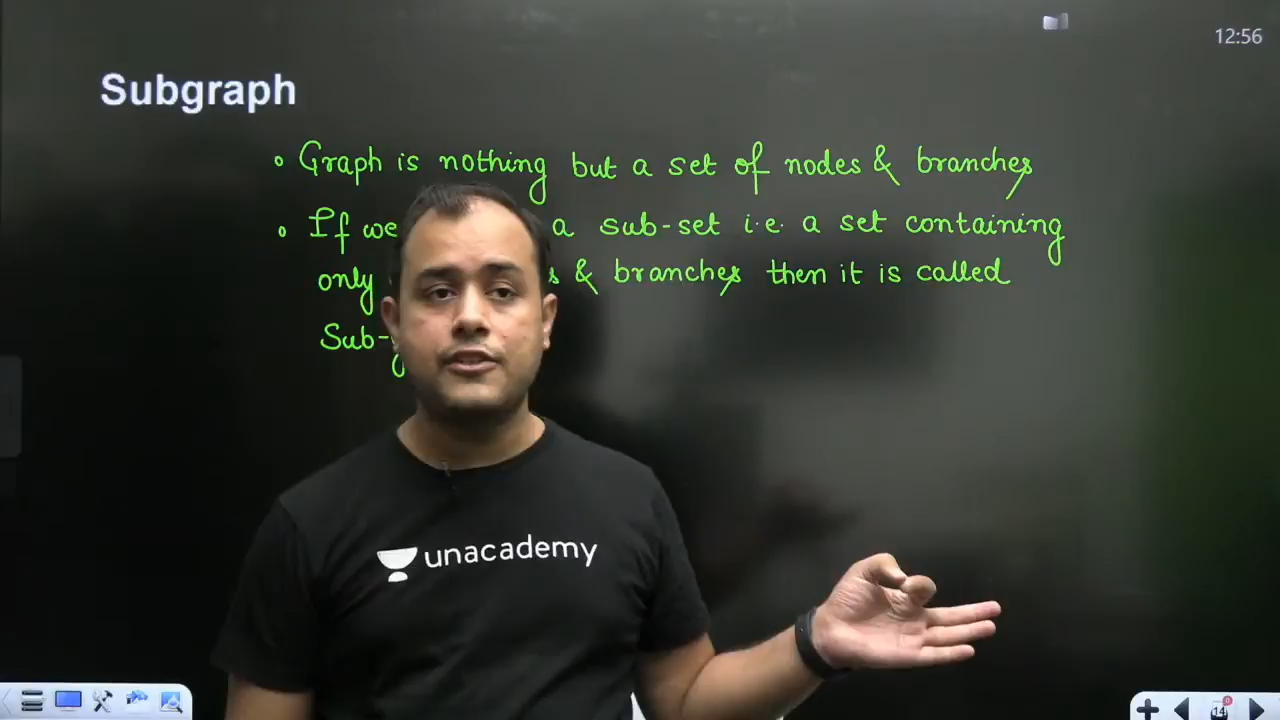 12:56
Subgraph
Graph is nothing but a set of nodes & branches
If we a sub-set i.e. a set containing
only & branches then it is called
Sub-
unacademy
14